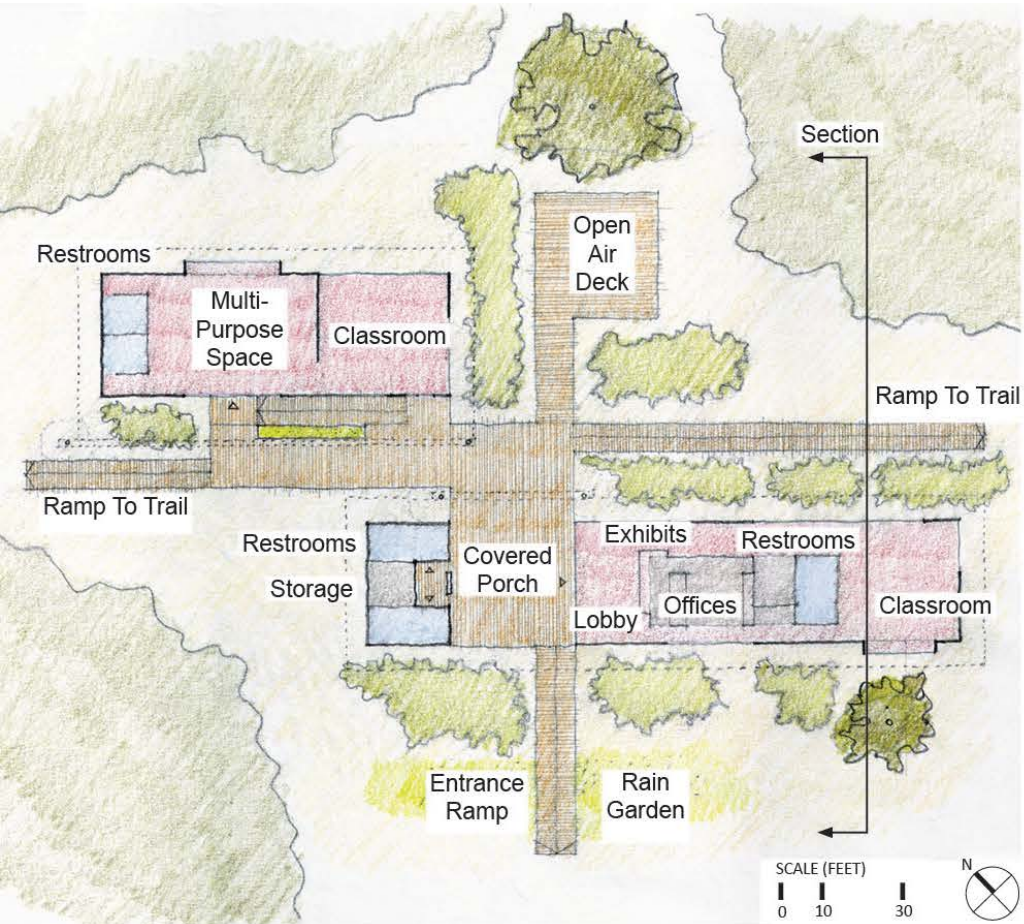 Section
Open
Air
Deck
Restrooms
Multi-
Purpose
Space
Classroom
Ramp To Trail
Ramp To Trail
Restrooms
Storage
Covered
Porch
Exhibits
Restrooms
Lobby
Offices
Classroom
Entrance
Ramp
Rain
Garden
SCALE (FEET)
0 10 30
N